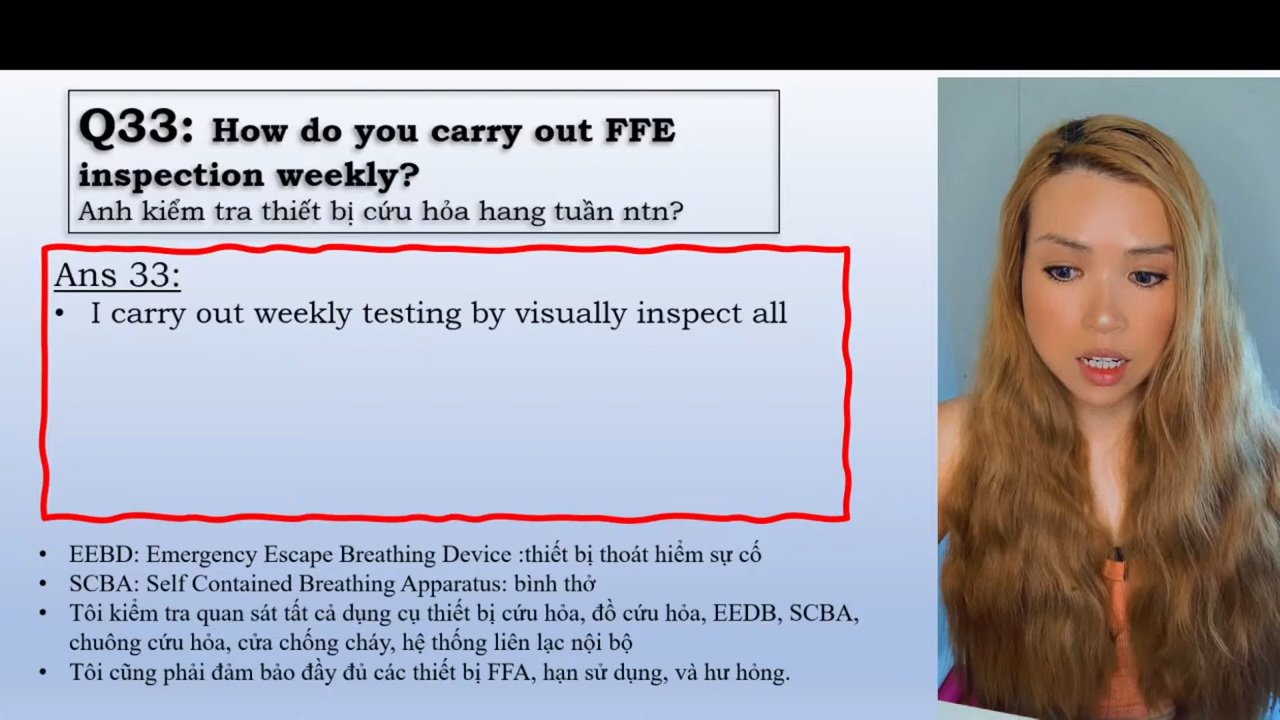 Q33: How do you carry out FFE
inspection weekly?
Anh kiểm tra thiết bị cứu hỏa hang tuần ntn?
Ans 33:
• I carry out weekly testing by visually inspect all
• EEBD: Emergency Escape Breathing Device :thiết bị thoát hiểm sự cố
• SCBA: Self Contained Breathing Apparatus: bình thở
• Tôi kiểm tra quan sát tất cả dụng cụ thiết bị cứu hỏa, đồ cứu hỏa, EEDB, SCBA,
chuông cứu hỏa, cửa chống cháy, hệ thống liên lạc nội bộ
• Tôi cũng phải đảm bảo đầy đủ các thiết bị FFA, hạn sử dụng, và hư hỏng.